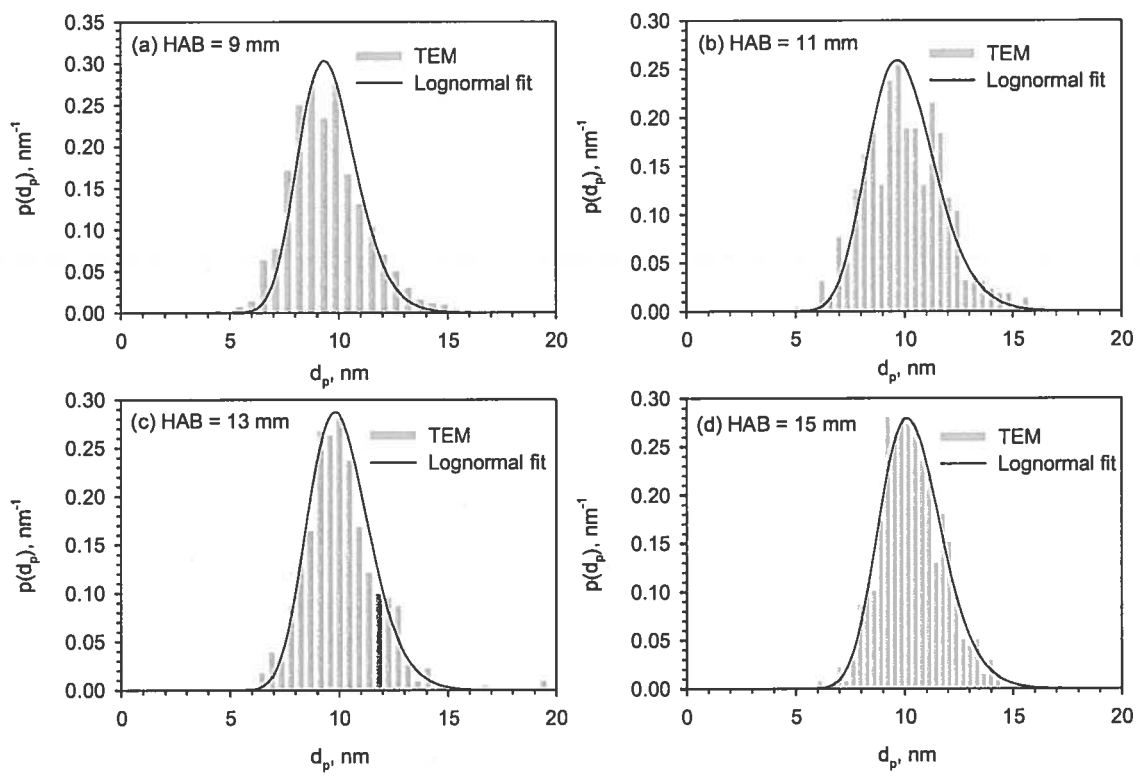 (a) HAB = 9 mm
TEM
Lognormal fit
0.35
0.30
0.25
0.20
0.15
0.10
0.05
0.00
p(dp), nm-1
0 5 10 15 20
dp, nm
(b) HAB = 11 mm
TEM
Lognormal fit
0.30
0.25
0.20
0.15
0.10
0.05
0.00
p(dp), nm-1
0 5 10 15 20
dp, nm
(c) HAB = 13 mm
TEM
Lognormal fit
0.30
0.25
0.20
0.15
0.10
0.05
0.00
p(dp), nm-1
0 5 10 15 20
dp, nm
(d) HAB = 15 mm
TEM
Lognormal fit
0.30
0.25
0.20
0.15
0.10
0.05
0.00
p(dp), nm-1
0 5 10 15 20
dp, nm